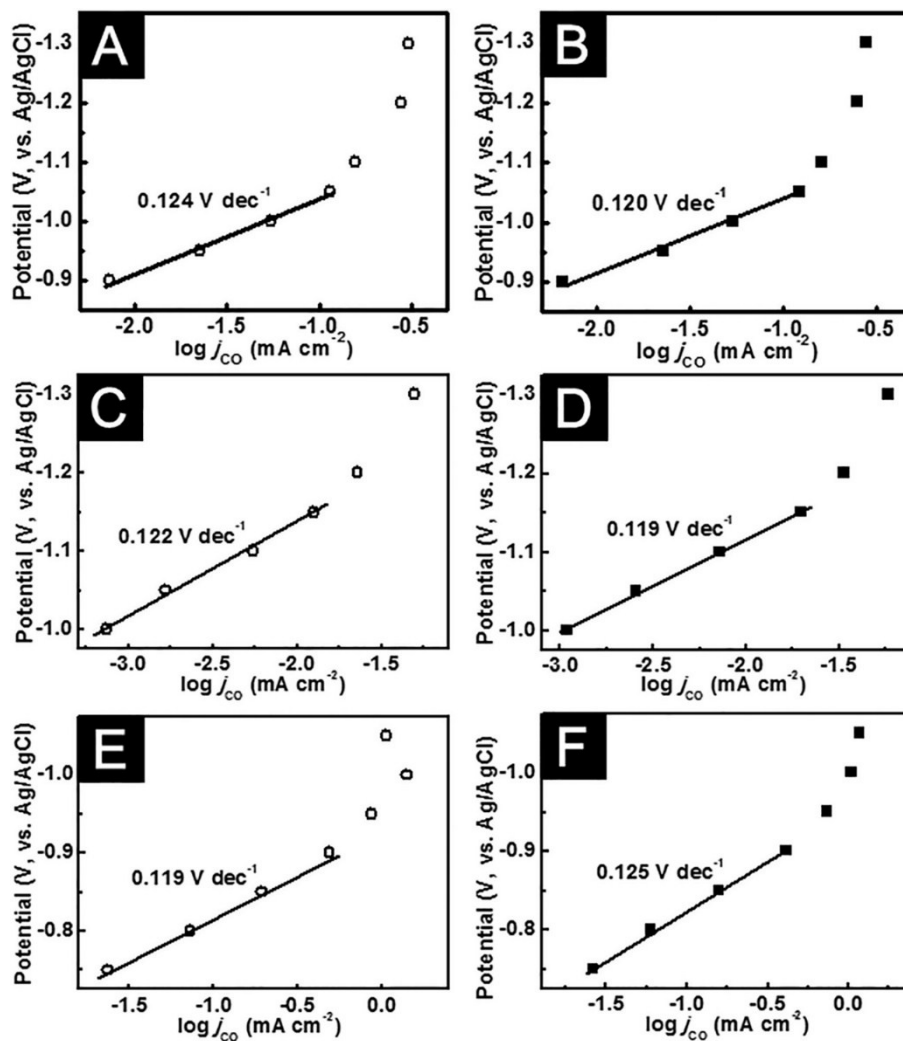 A
Potential (V, vs. Ag/AgCl)
-1.3
-1.2
-1.1
-1.0
-0.9
0.124 V dec⁻¹
-2.0 -1.5 -1.0 -0.5
log j_CO (mA cm⁻²)
B
Potential (V, vs. Ag/AgCl)
-1.3
-1.2
-1.1
-1.0
-0.9
0.120 V dec⁻¹
-2.0 -1.5 -1.0 -0.5
log j_CO (mA cm⁻²)
C
Potential (V, vs. Ag/AgCl)
-1.3
-1.2
-1.1
-1.0
0.122 V dec⁻¹
-3.0 -2.5 -2.0 -1.5
log j_CO (mA cm⁻²)
D
Potential (V, vs. Ag/AgCl)
-1.3
-1.2
-1.1
-1.0
0.119 V dec⁻¹
-3.0 -2.5 -2.0 -1.5
log j_CO (mA cm⁻²)
E
Potential (V, vs. Ag/AgCl)
-1.0
-0.9
-0.8
0.119 V dec⁻¹
-1.5 -1.0 -0.5 0.0
log j_CO (mA cm⁻²)
F
Potential (V, vs. Ag/AgCl)
-1.0
-0.9
-0.8
0.125 V dec⁻¹
-1.5 -1.0 -0.5 0.0
log j_CO (mA cm⁻²)